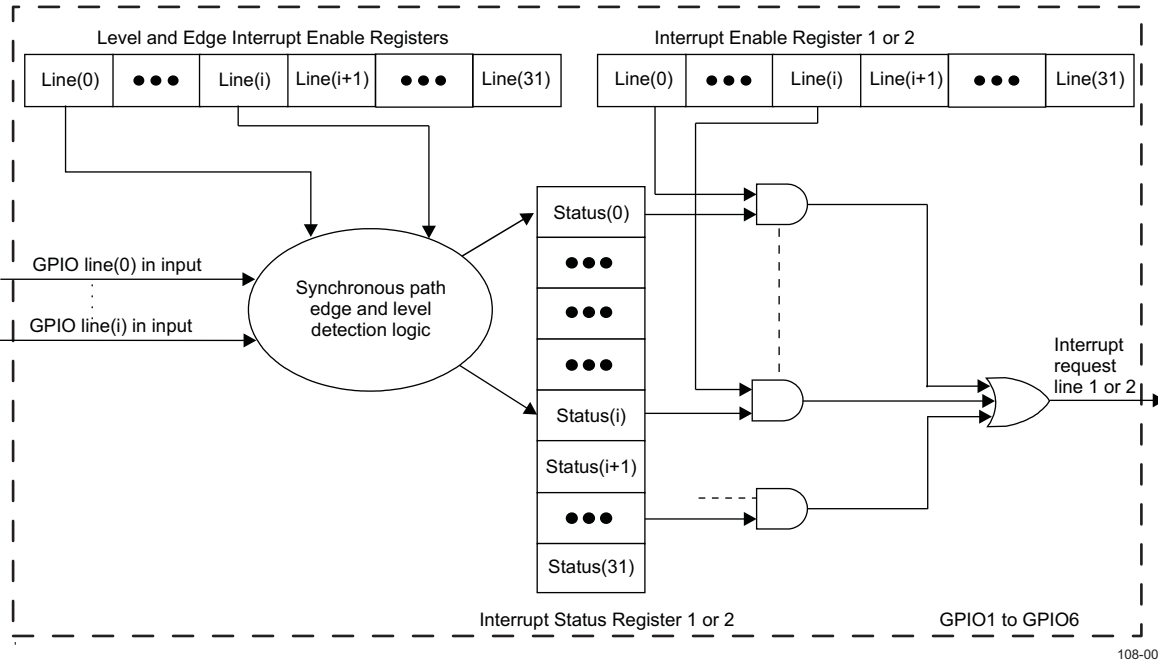 Level and Edge Interrupt Enable Registers
Interrupt Enable Register 1 or 2
Line(0) ●●● Line(i) Line(i+1) ●●● Line(31)
Line(0) ●●● Line(i) Line(i+1) ●●● Line(31)
Status(0)
●●●
●●●
●●●
Status(i)
Status(i+1)
●●●
Status(31)
GPIO line(0) in input
GPIO line(i) in input
Synchronous path
edge and level
detection logic
Interrupt
request
line 1 or 2
Interrupt Status Register 1 or 2
GPIO1 to GPIO6
108-00